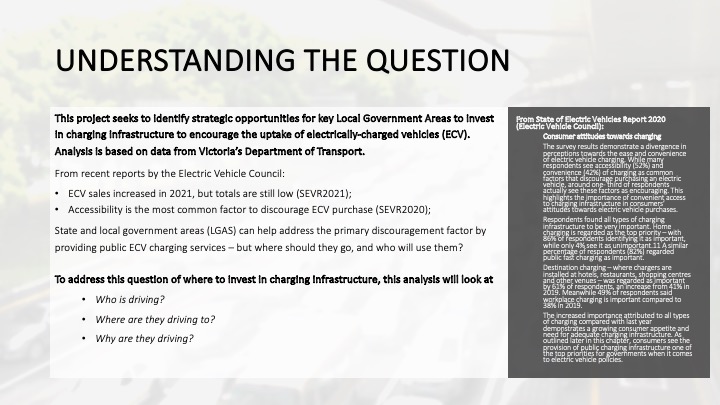 UNDERSTANDING THE QUESTION
This project seeks to identify strategic opportunities for key Local Government Areas to invest
in charging infrastructure to encourage the uptake of electrically-charged vehicles (ECV).
Analysis is based on data from Victoria's Department of Transport.
From recent reports by the Electric Vehicle Council:
• ECV sales increased in 2021, but totals are still low (SEVR2021);
• Accessibility is the most common factor to discourage ECV purchase (SEVR2020);
State and local government areas (LGAS) can help address the primary discouragement factor by
providing public ECV charging services – but where should they go, and who will use them?
To address this question of where to invest in charging infrastructure, this analysis will look at
• Who is driving?
• Where are they driving to?
• Why are they driving?
From State of Electric Vehicles Report 2020
(Electric Vehicle Council):
Consumer attitudes towards charging
The survey results demonstrate a divergence in
perceptions towards the ease and convenience
of electric vehicle charging. While many
respondents see accessibility (52%) and
convenience (42%) of charging as common
factors that discourage purchasing an electric
vehicle, around one- third of respondents
actually see these factors as encouraging. This
highlights the importance of convenient access
to charging infrastructure in consumers'
attitudes towards electric vehicle purchases.
Respondents found all types of charging
infrastructure to be very important. Home
charging is regarded as the top priority – with
86% of respondents identifying it as important,
while only 4% see it as unimportant.11 A similar
percentage of respondents (82%) regarded
public fast charging as important.
Destination charging – where chargers are
installed at hotels, restaurants, shopping centres
and other venues – was regarded as important
by 61% of respondents, an increase from 41% in
2019. Meanwhile 49% of respondents said
workplace charging is important compared to
38% in 2019.
The increased importance attributed to all types
of charging compared with last year
demonstrates a growing consumer appetite and
need for adequate charging infrastructure. As
outlined later in this chapter, consumers see the
provision of public charging infrastructure one of
the top priorities for governments when it comes
to electric vehicle policies.